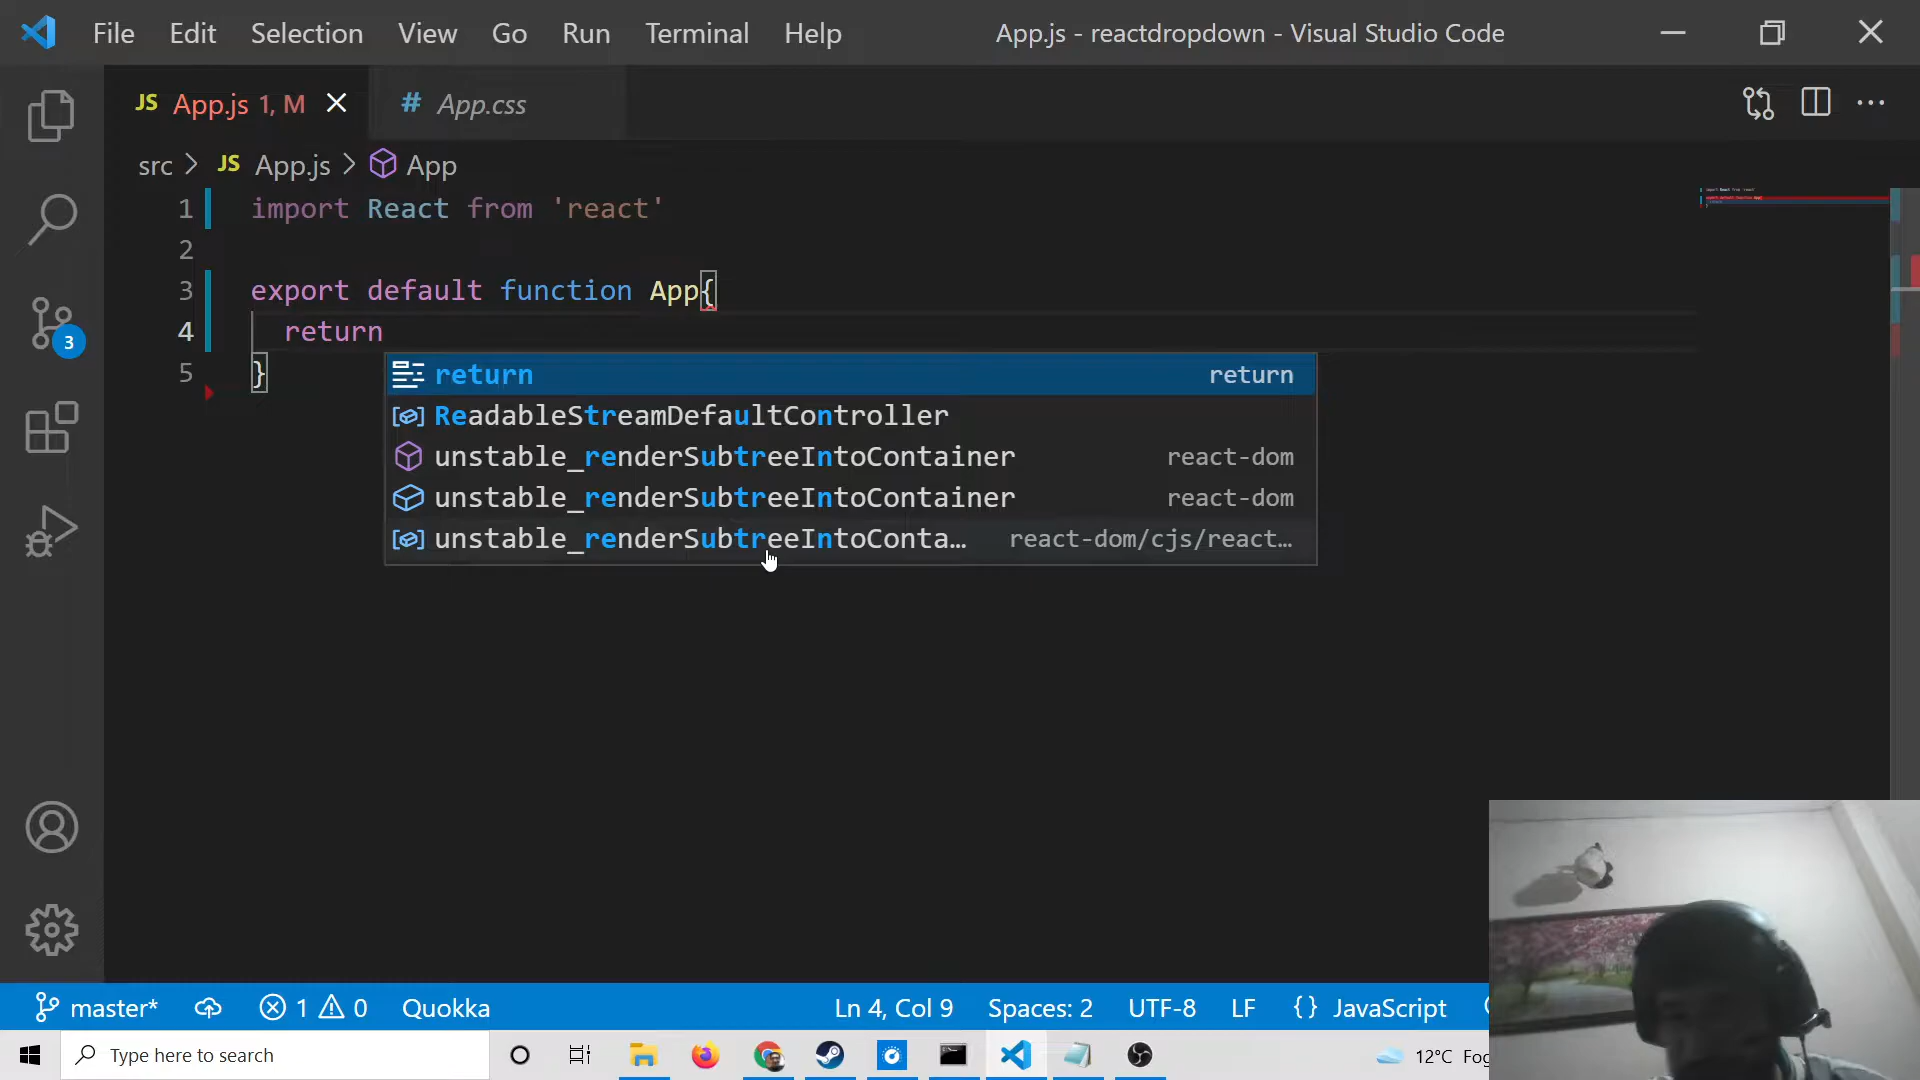 File Edit Selection View Go Run Terminal Help App.js - reactdropdown - Visual Studio Code
JS App.js 1, M # App.css
src JS App.js App
1 import React from 'react'
2
3 export default function App{
4 return
5 }
return return
ReadableStreamDefaultController
unstable_renderSubtreeIntoContainer react-dom
unstable_renderSubtreeIntoContainer react-dom
unstable_renderSubtreeIntoConta… react-dom/cjs/react…
3
master* 1 0 Quokka Ln 4, Col 9 Spaces: 2 UTF-8 LF {} JavaScript
Type here to search 12°C Fog